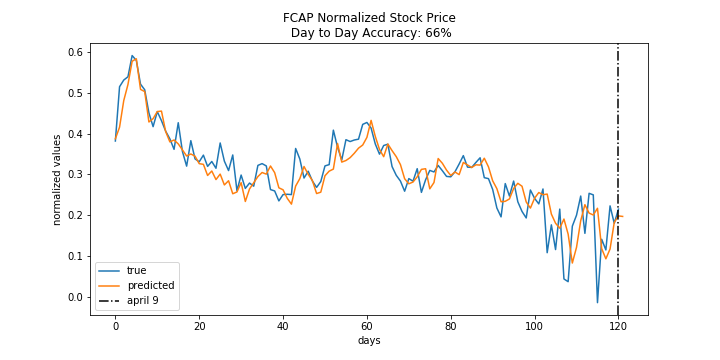 FCAP Normalized Stock Price
Day to Day Accuracy: 66%
normalized values
0.6
0.5
0.4
0.3
0.2
0.1
0.0
true
predicted
april 9
0
20
40
60
80
100
120
days